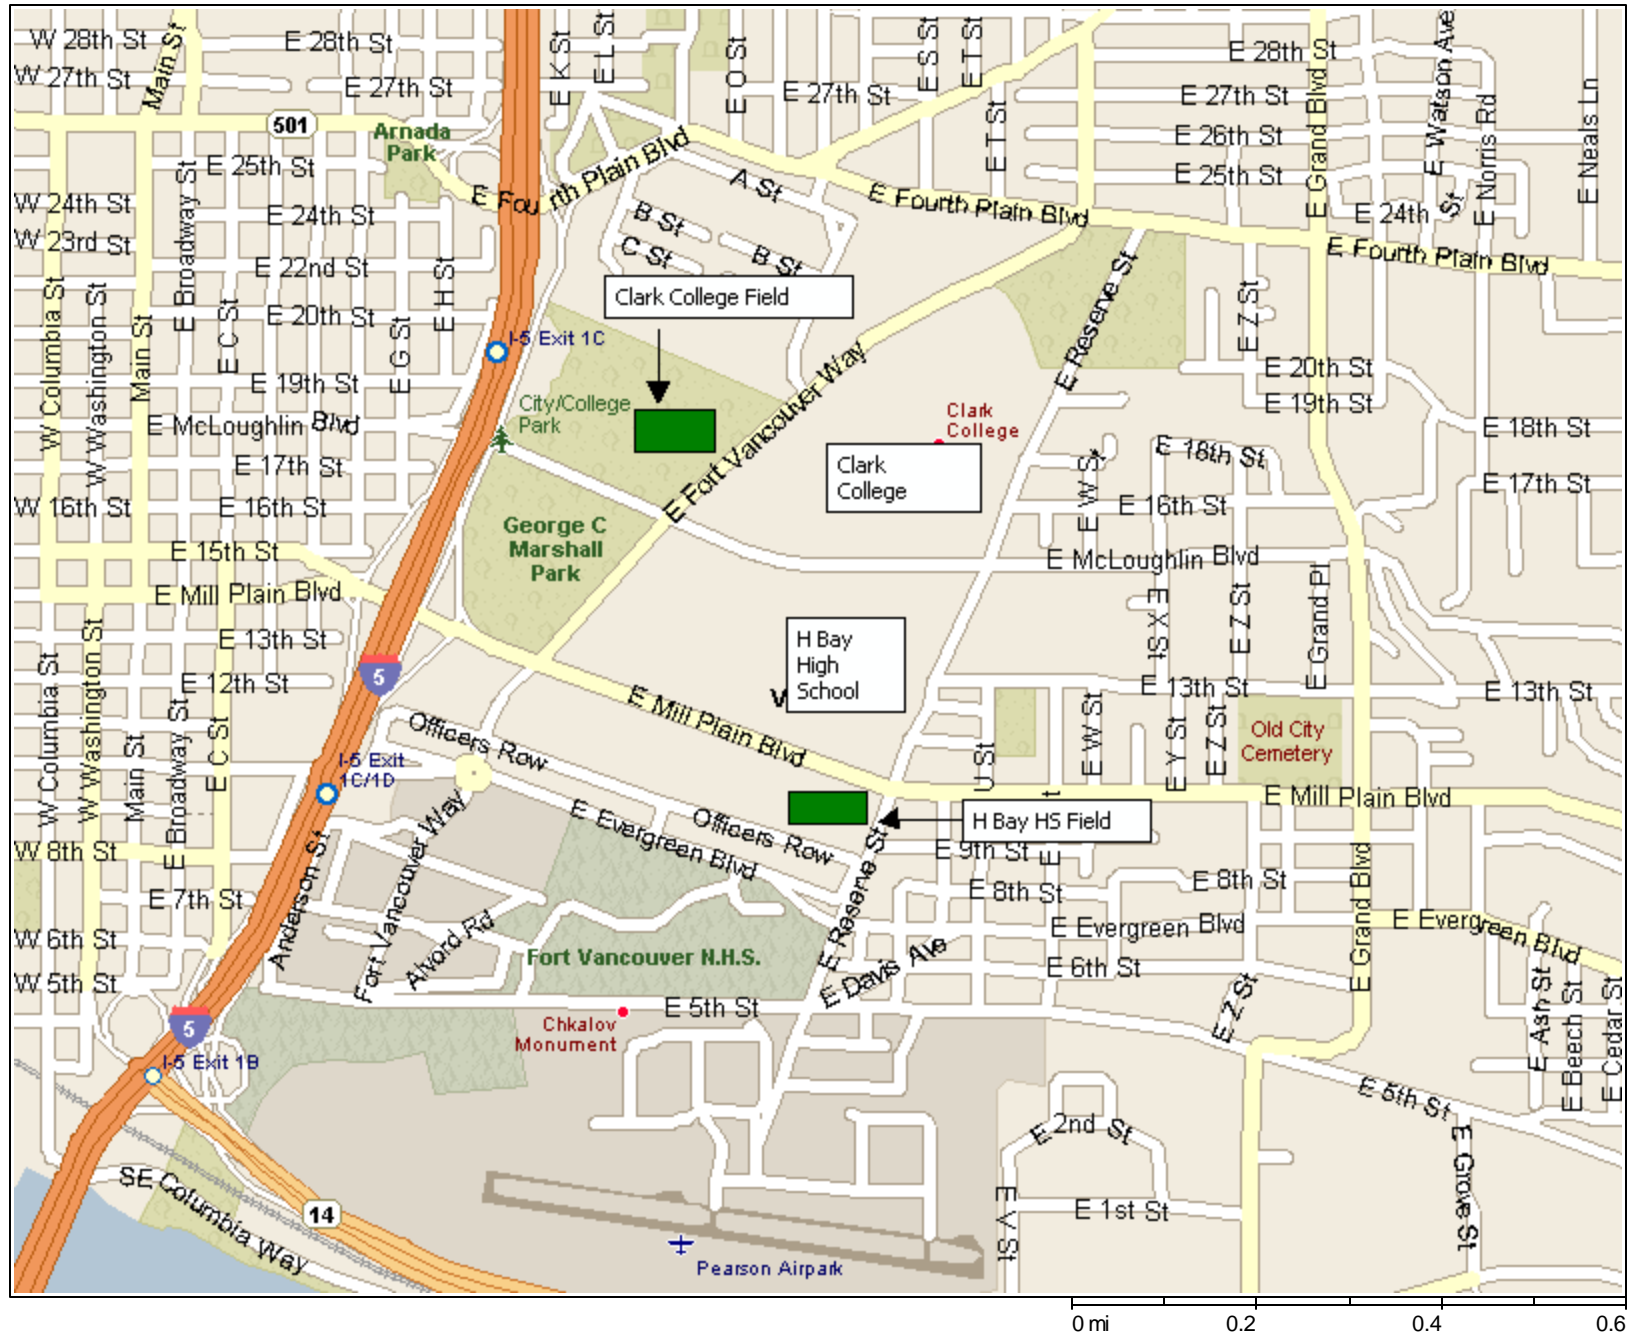 W 28th St
Main St
E 28th St
E K St
E L St
E O St
E S St
E T St
E 28th St
E Grand Blvd
E Watson Ave
W 27th St
E 27th St
E 27th St
E 27th St
E Norris Rd
E Neals Ln
501
Arnada
Park
E T St
E 26th St
E 25th St
E Fourth Plain Blvd
A St
E 25th St
W 24th St
E Broadway St
E 24th St
B St
E Fourth Plain Blvd
E 24th St
W 23rd St
C St
B St
E Fourth Plain Blvd
E 22nd St
E H St
W Columbia St
W Washington St
Main St
E C St
E 20th St
E G St
Clark College Field
E Reserve St
E Z St
I-5 Exit 1C
E 20th St
E 19th St
E 19th St
City/College
Park
Clark
College
E McLoughlin Blvd
E Fort Vancouver Way
E 18th St
E 18th St
E 17th St
Clark
College
E W St
E 17th St
W 16th St
E 16th St
E 16th St
George C
Marshall
Park
E 15th St
E McLoughlin Blvd
E Mill Plain Blvd
E X St
E Z St
E Grand Pl
E 13th St
H Bay
High
School
5
E 12th St
V
E 13th St
E 13th St
W Columbia St
W Washington St
Main St
E Broadway St
E C St
Officers Row
E Mill Plain Blvd
U St
E W St
E Y St
E Z St
Old City
Cemetery
I-5 Exit
1C/1D
E Mill Plain Blvd
E Evergreen Blvd
Officers Row
H Bay HS Field
W 8th St
Anderson St
Fort Vancouver Way
E Reserve St
E 9th St
E t
E Grand Blvd
E 8th St
E 8th St
E 7th St
Alvord Rd
E Evergreen Blvd
E Evergreen Blvd
W 6th St
Fort Vancouver N.H.S.
E Davis Ave
E 6th St
W 5th St
E 5th St
E Z St
E Ash St
E Beech St
E Cedar St
5
Chkalov
Monument
I-5 Exit 1B
E 5th St
E 2nd St
E Grove St
SE Columbia Way
14
E V St
E 1st St
Pearson Airpark
0 mi 0.2 0.4 0.6